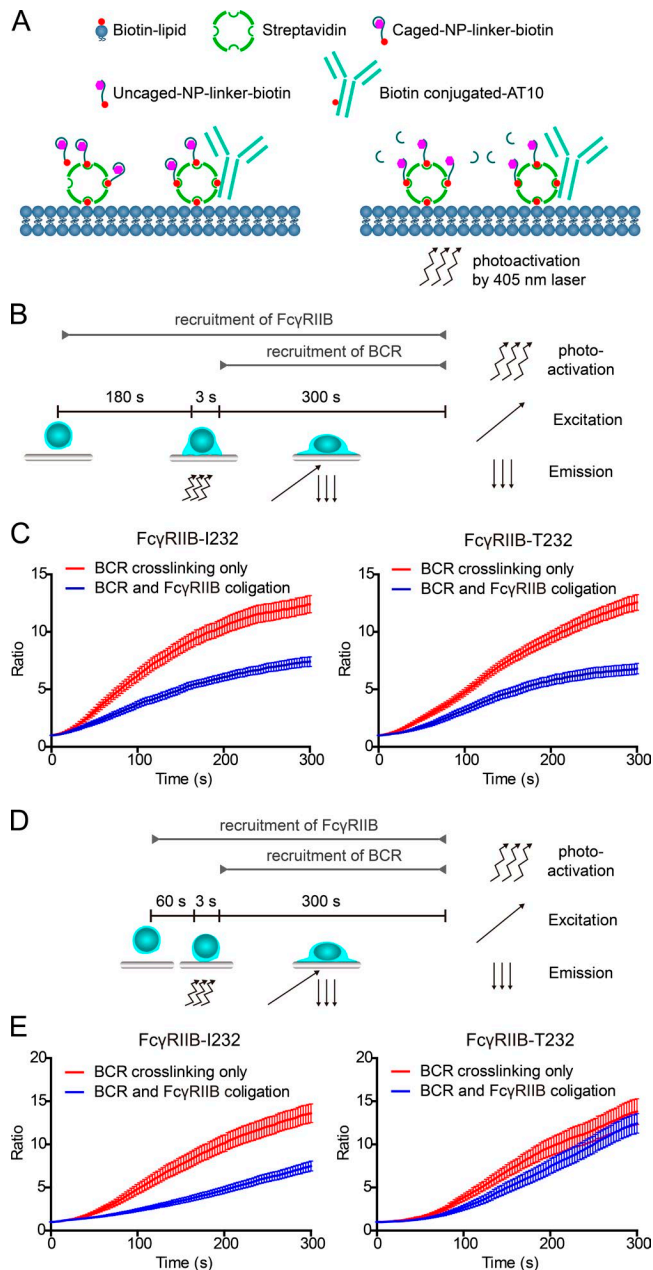 A
Biotin-lipid
Streptavidin
Caged-NP-linker-biotin
Uncaged-NP-linker-biotin
Biotin conjugated-AT10
photoactivation
by 405 nm laser
B
recruitment of FcγRIIB
recruitment of BCR
180 s
3 s
300 s
photo-
activation
Excitation
Emission
C
FcγRIIB-I232
BCR crosslinking only
BCR and FcγRIIB coligation
15
10
5
0
Ratio
0 100 200 300
Time (s)
FcγRIIB-T232
BCR crosslinking only
BCR and FcγRIIB coligation
15
10
5
0
Ratio
0 100 200 300
Time (s)
D
recruitment of FcγRIIB
recruitment of BCR
60 s
3 s
300 s
photo-
activation
Excitation
Emission
E
FcγRIIB-I232
BCR crosslinking only
BCR and FcγRIIB coligation
20
15
10
5
0
Ratio
0 100 200 300
Time (s)
FcγRIIB-T232
BCR crosslinking only
BCR and FcγRIIB coligation
20
15
10
5
0
Ratio
0 100 200 300
Time (s)